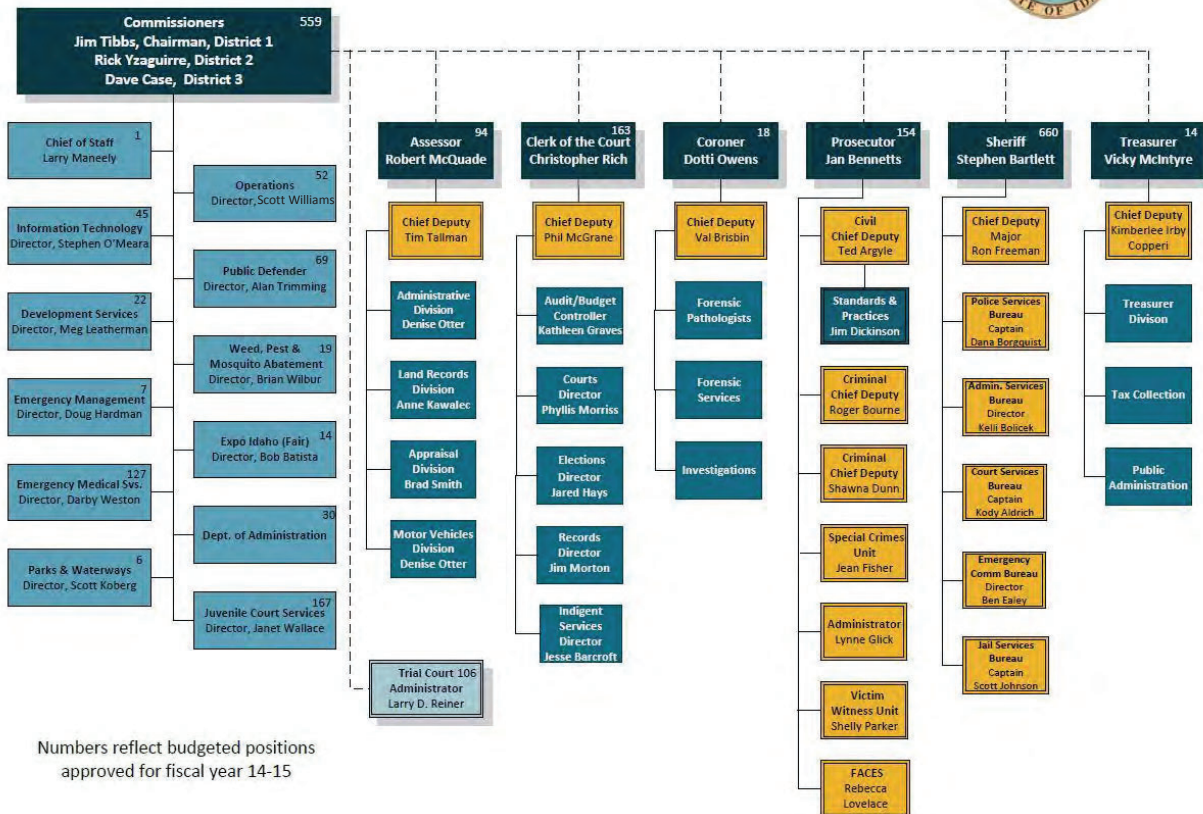 STATE OF IDA
Commissioners 559
Jim Tibbs, Chairman, District 1
Rick Yzaguirre, District 2
Dave Case, District 3
Chief of Staff 1
Larry Maneely
Operations 52
Director, Scott Williams
Information Technology 45
Director, Stephen O'Meara
Public Defender 69
Director, Alan Trimming
Development Services 22
Director, Meg Leatherman
Weed, Pest & 19
Mosquito Abatement
Director, Brian Wilbur
Emergency Management 7
Director, Doug Hardman
Expo Idaho (Fair) 14
Director, Bob Batista
Emergency Medical Svs. 127
Director, Darby Weston
Dept. of Administration 30
Parks & Waterways 6
Director, Scott Koberg
Juvenile Court Services 167
Director, Janet Wallace
Assessor 94
Robert McQuade
Chief Deputy
Tim Tallman
Administrative
Division
Denise Otter
Land Records
Division
Anne Kawalec
Appraisal
Division
Brad Smith
Motor Vehicles
Division
Denise Otter
Trial Court 106
Administrator
Larry D. Reiner
Clerk of the Court 163
Christopher Rich
Chief Deputy
Phil McGrane
Audit/Budget
Controller
Kathleen Graves
Courts
Director
Phyllis Morriss
Elections
Director
Jared Hays
Records
Director
Jim Morton
Indigent
Services
Director
Jesse Barcroft
Coroner 18
Dotti Owens
Chief Deputy
Val Brisbin
Forensic
Pathologists
Forensic
Services
Investigations
Prosecutor 154
Jan Bennetts
Civil
Chief Deputy
Ted Argyle
Standards &
Practices
Jim Dickinson
Criminal
Chief Deputy
Roger Bourne
Criminal
Chief Deputy
Shawna Dunn
Special Crimes
Unit
Jean Fisher
Administrator
Lynne Glick
Victim
Witness Unit
Shelly Parker
FACES
Rebecca
Lovelace
Sheriff 660
Stephen Bartlett
Chief Deputy
Major
Ron Freeman
Police Services
Bureau
Captain
Dana Borgquist
Admin. Services
Bureau
Director
Kelli Bolicek
Court Services
Bureau
Captain
Kody Aldrich
Emergency
Comm Bureau
Director
Ben Ealey
Jail Services
Bureau
Captain
Scott Johnson
Treasurer 14
Vicky McIntyre
Chief Deputy
Kimberlee Irby
Copperi
Treasurer
Divison
Tax Collection
Public
Administration
Numbers reflect budgeted positions
approved for fiscal year 14-15